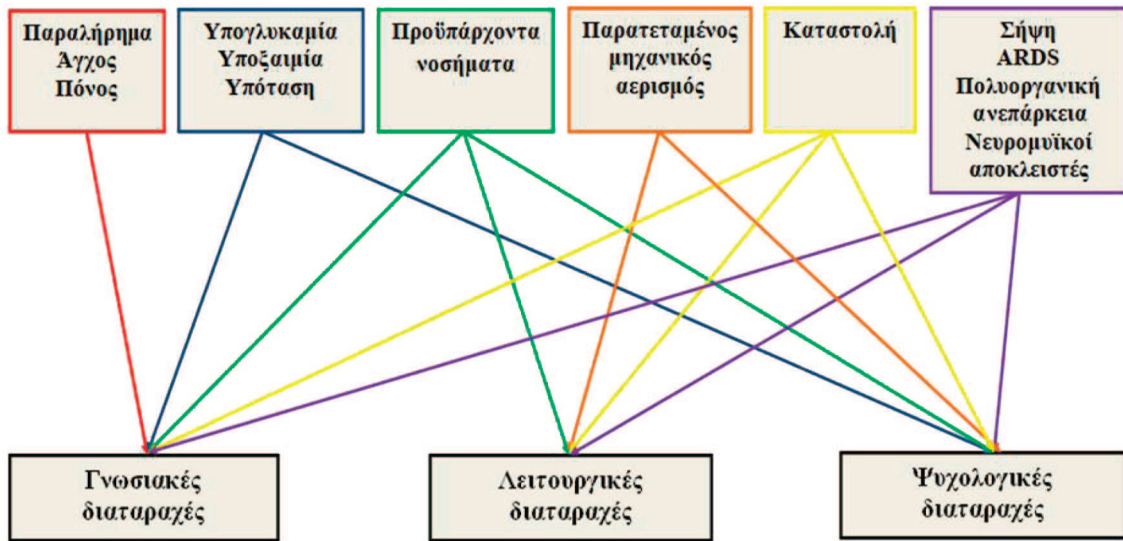 Παραλήρημα
Άγχος
Πόνος
Υπογλυκαμία
Υποξαιμία
Υπόταση
Προϋπάρχοντα
νοσήματα
Παρατεταμένος
μηχανικός
αερισμός
Καταστολή
Σήψη
ARDS
Πολυοργανική
ανεπάρκεια
Νευρομυϊκοί
αποκλειστές
Γνωσιακές
διαταραχές
Λειτουργικές
διαταραχές
Ψυχολογικές
διαταραχές